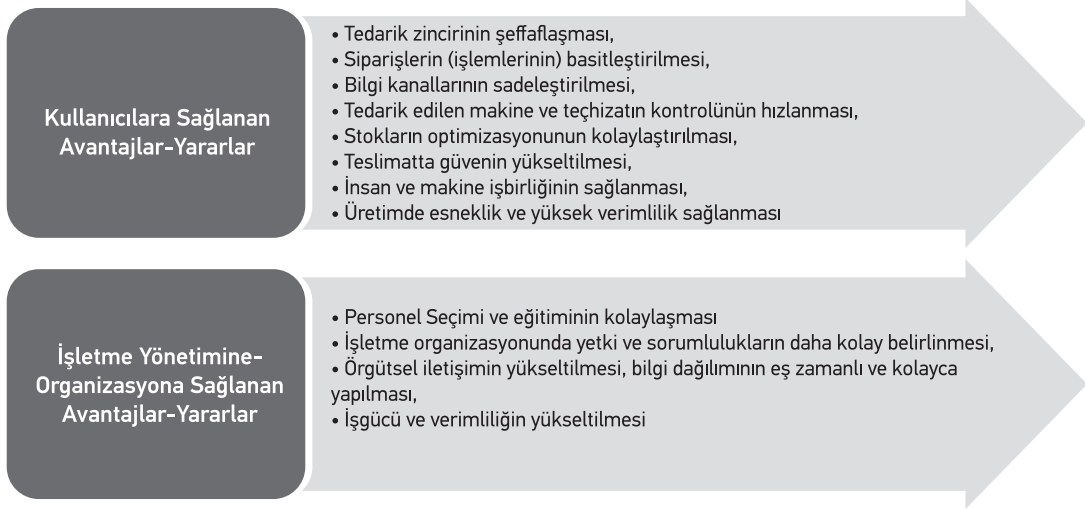 Kullanıcılara Sağlanan
Avantajlar-Yararlar
• Tedarik zincirinin şeffaflaşması,
• Siparişlerin (işlemlerinin) basitleştirilmesi,
• Bilgi kanallarının sadeleştirilmesi,
• Tedarik edilen makine ve teçhizatın kontrolünün hızlanması,
• Stokların optimizasyonunun kolaylaştırılması,
• Teslimatta güvenin yükseltilmesi,
• İnsan ve makine işbirliğinin sağlanması,
• Üretimde esneklik ve yüksek verimlilik sağlanması
İşletme Yönetimine-
Organizasyona Sağlanan
Avantajlar-Yararlar
• Personel Seçimi ve eğitiminin kolaylaşması
• İşletme organizasyonunda yetki ve sorumlulukların daha kolay belirlinmesi,
• Örgütsel iletişimin yükseltilmesi, bilgi dağılımının eş zamanlı ve kolayca
yapılması,
• İşgücü ve verimliliğin yükseltilmesi